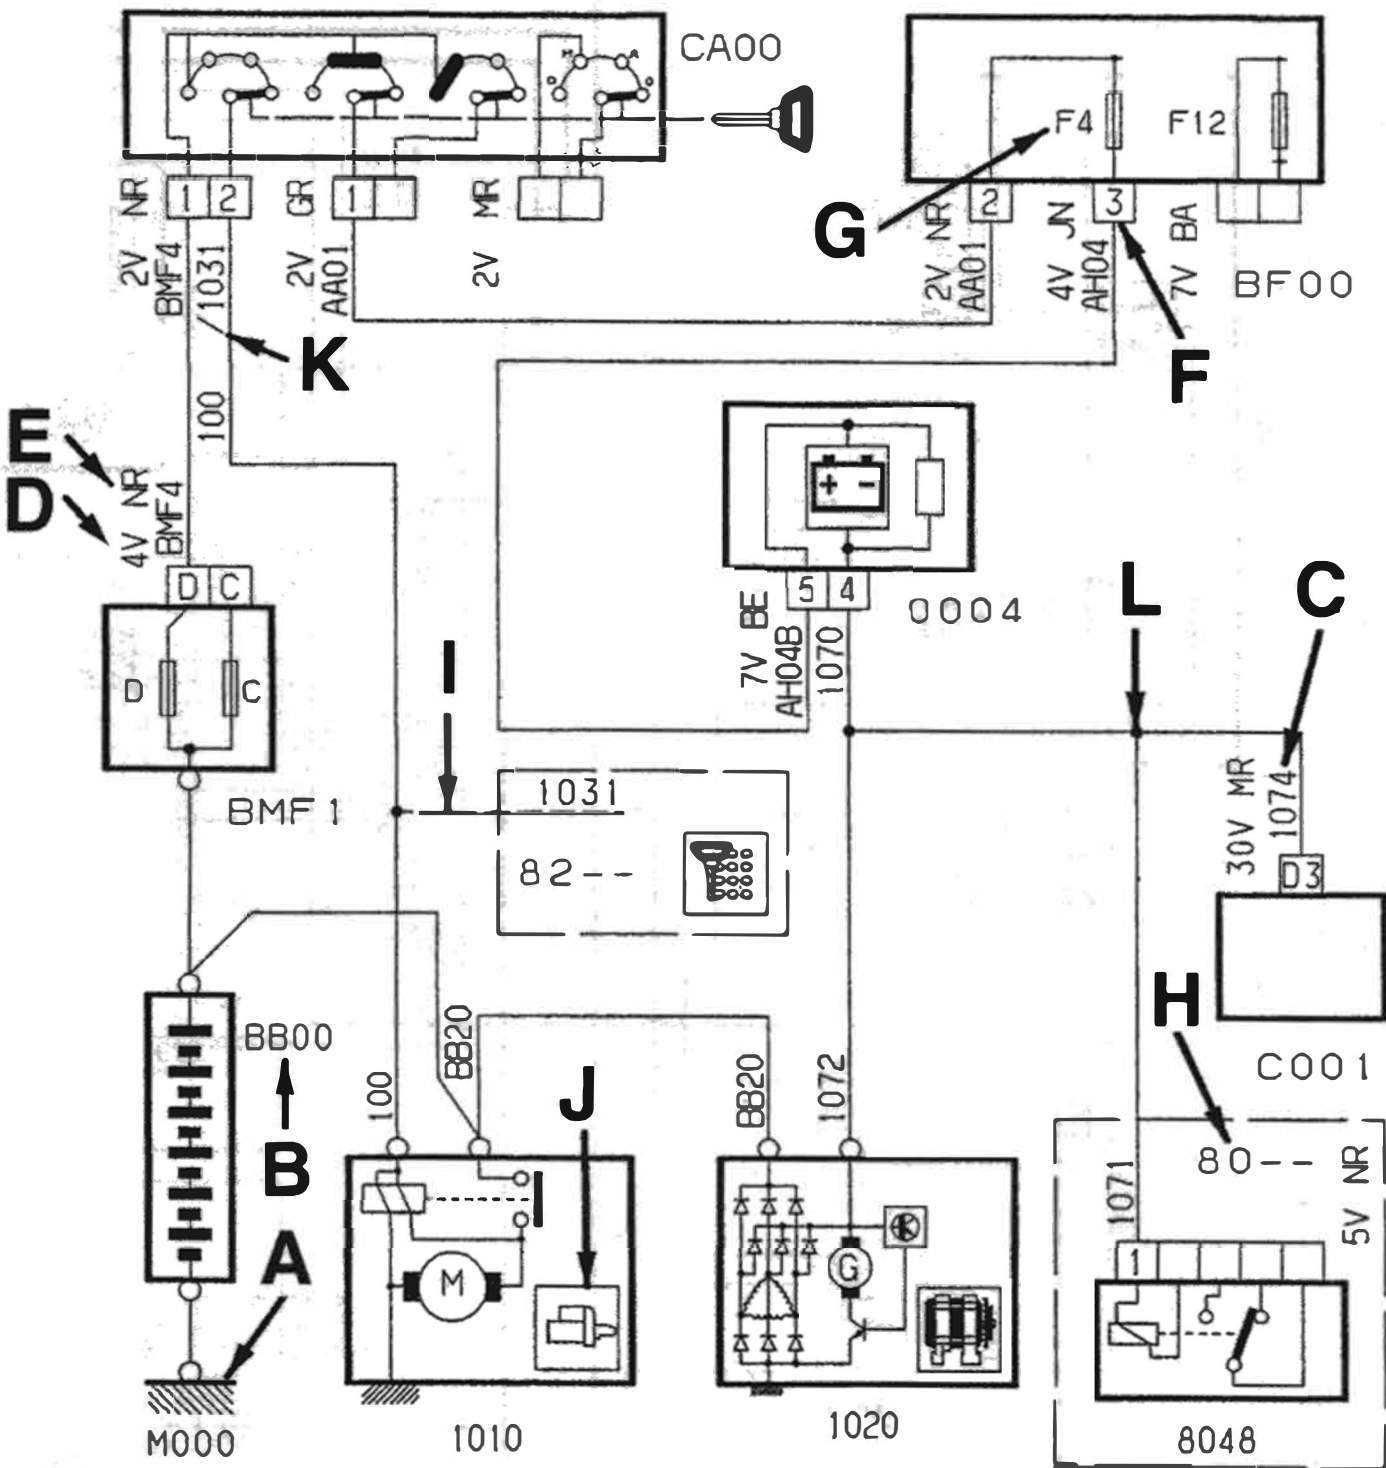 CA00
M A
D G
F4
F12
1 2
1
2
3
2V NR
BMF4
1031
2V GR
AA01
2V MR
G
2V NR
AA01
4V JN
AH04
7V BA
BF00
K
F
100
E
D
4V NR
BMF4
+ -
D C
5 4
0004
L
C
7V BE
AH04B
1070
D
C
I
BMF1
1031
82--
30V MR
1074
D3
H
C001
BB00
B
A
100
BB20
J
BB20
1072
80--
1071
5V NR
1
M
G
K
M000
1010
1020
8048